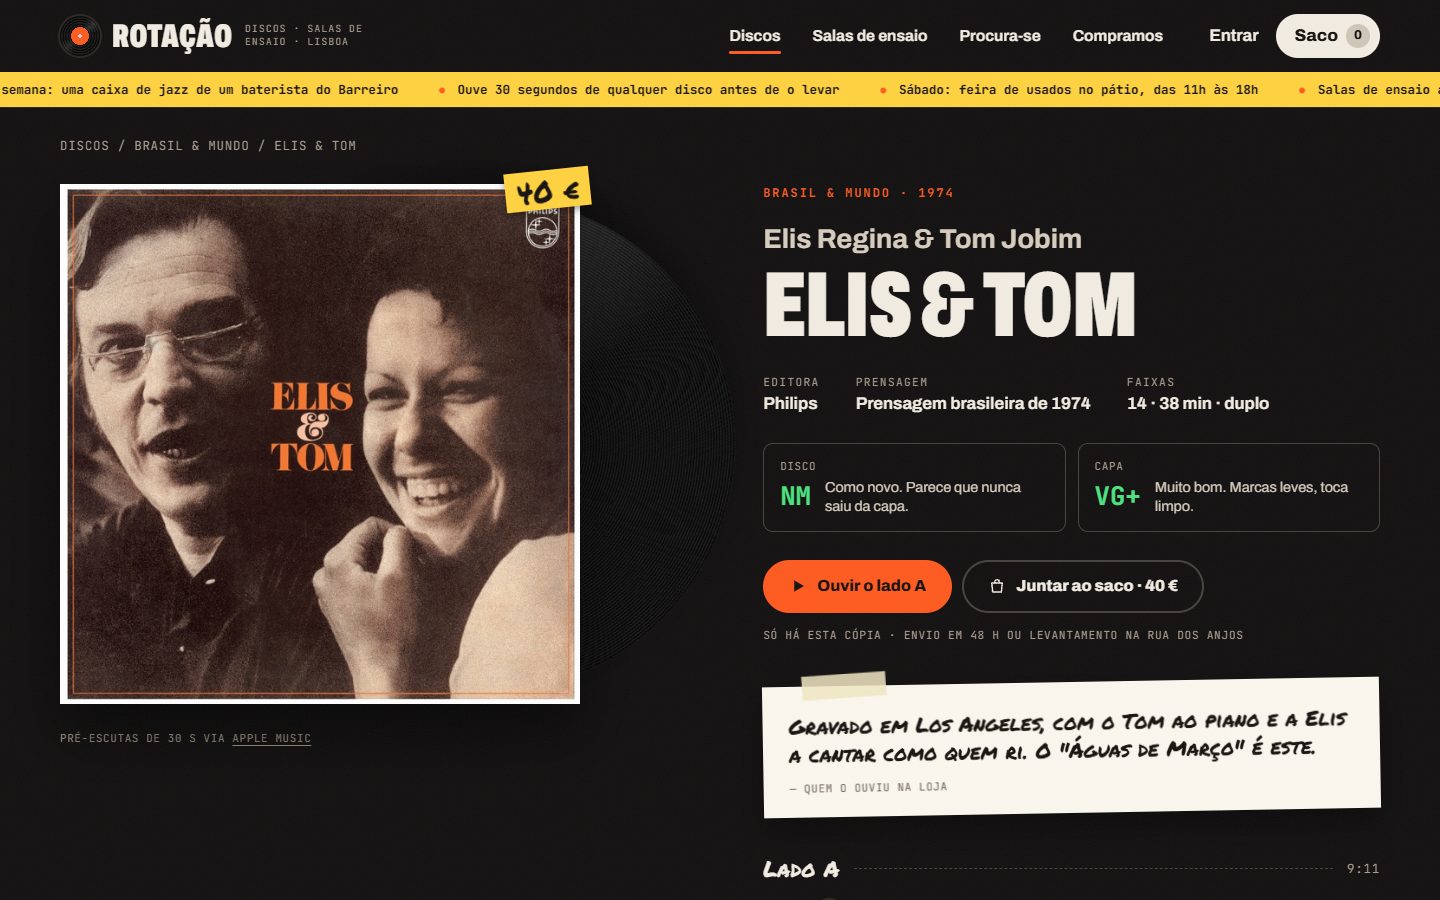 ROTAÇÃO
DISCOS · SALAS DE
ENSAIO · LISBOA
Discos
Salas de ensaio
Procura-se
Compramos
Entrar
Saco 0
semana: uma caixa de jazz de um baterista do Barreiro • Ouve 30 segundos de qualquer disco antes de o levar • Sábado: feira de usados no pátio, das 11h às 18h • Salas de ensaio
DISCOS / BRASIL & MUNDO / ELIS & TOM
40 €
PHILIPS
ELIS
&
TOM
PRÉ-ESCUTAS DE 30 S VIA APPLE MUSIC
BRASIL & MUNDO · 1974
Elis Regina & Tom Jobim
ELIS & TOM
EDITORA
Philips
PRENSAGEM
Prensagem brasileira de 1974
FAIXAS
14 · 38 min · duplo
DISCO
NM
Como novo. Parece que nunca
saiu da capa.
CAPA
VG+
Muito bom. Marcas leves, toca
limpo.
Ouvir o lado A
Juntar ao saco · 40 €
SÓ HÁ ESTA CÓPIA · ENVIO EM 48 H OU LEVANTAMENTO NA RUA DOS ANJOS
Gravado em Los Angeles, com o Tom ao piano e a Elis
a cantar como quem ri. O "Águas de Março" é este.
— QUEM O OUVIU NA LOJA
Lado A
9:11